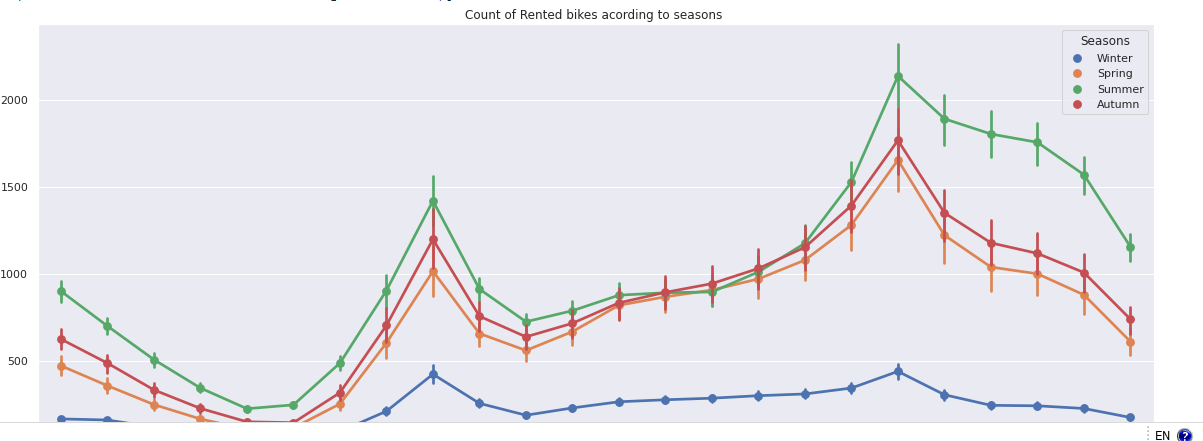 Count of Rented bikes acording to seasons
Seasons
Winter
Spring
Summer
Autumn
2000
1500
1000
500
EN ?